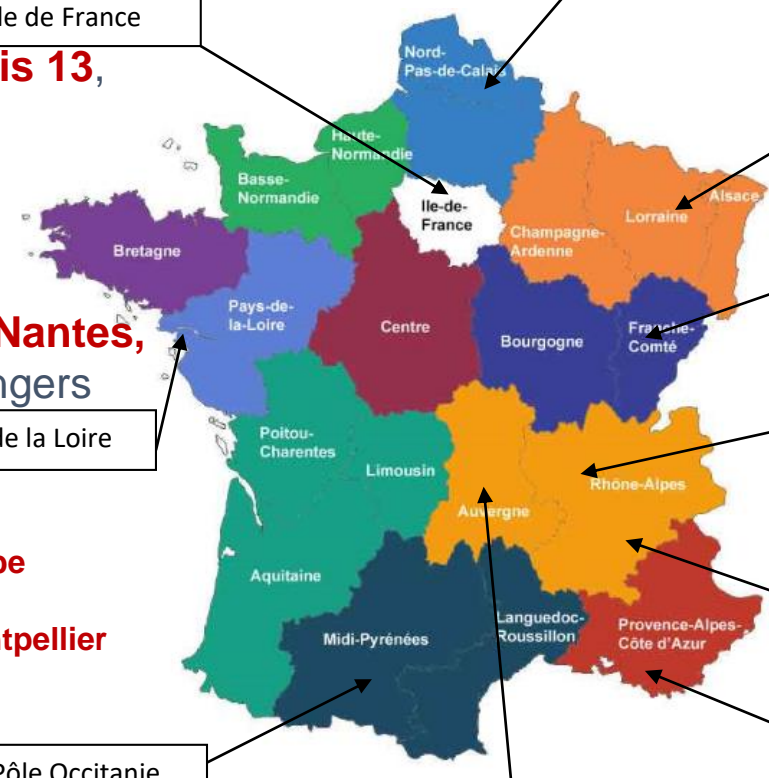 le de France
is 13,
Nord-
Pas-de-Calais
Haute-
Normandie
Basse-
Normandie
Ile-de-
France
Champagne-
Ardenne
Lorraine
Alsace
Bretagne
Pays-de-
la-Loire
Centre
Bourgogne
Franche-
Comté
Nantes,
ngers
de la Loire
Poitou-
Charentes
Limousin
Auvergne
Rhône-Alpes
pe
Aquitaine
Midi-Pyrénées
Languedoc-
Roussillon
Provence-Alpes-
Côte d'Azur
ntpellier
Pôle Occitanie